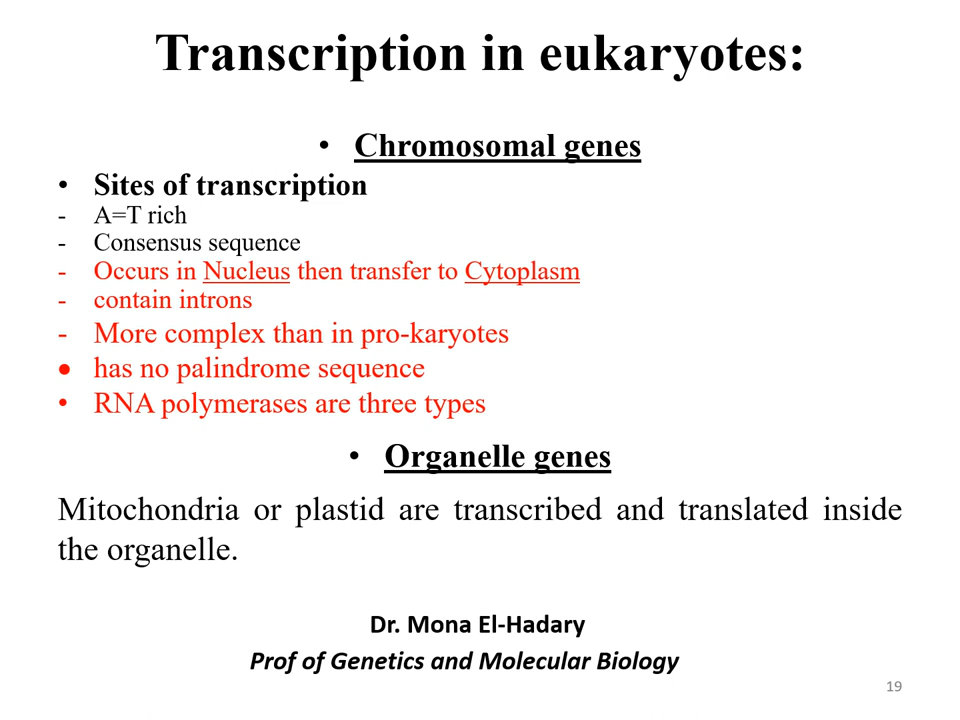 Transcription in eukaryotes:
• Chromosomal genes
• Sites of transcription
- A=T rich
- Consensus sequence
- Occurs in Nucleus then transfer to Cytoplasm
- contain introns
- More complex than in pro-karyotes
• has no palindrome sequence
• RNA polymerases are three types
• Organelle genes
Mitochondria or plastid are transcribed and translated inside
the organelle.
Dr. Mona El-Hadary
Prof of Genetics and Molecular Biology
19